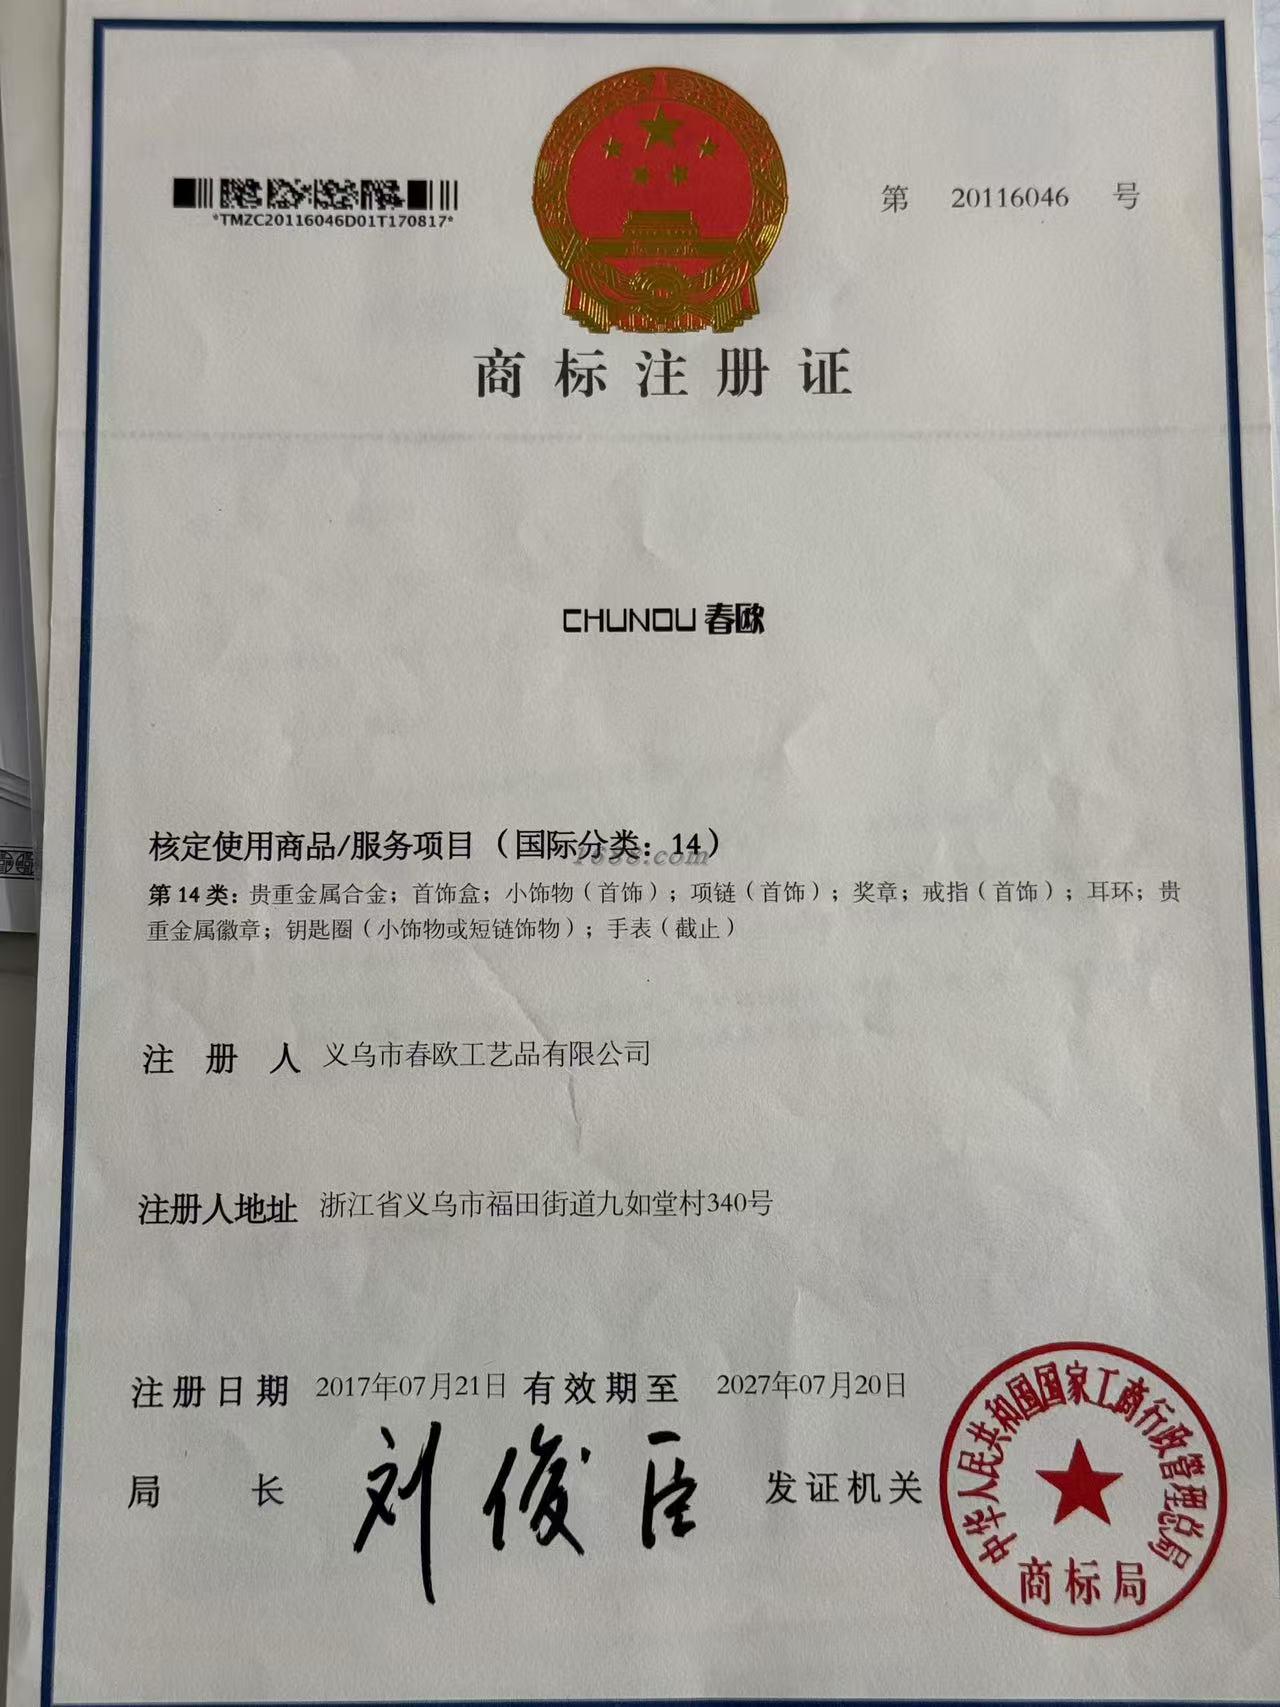 *TMZC20116046D01T170817*
第 20116046 号
商标注册证
CHUNOU 春欧
核定使用商品/服务项目（国际分类：14）
1688.com
第 14 类：贵重金属合金；首饰盒；小饰物（首饰）；项链（首饰）；奖章；戒指（首饰）；耳环；贵
重金属徽章；钥匙圈（小饰物或短链饰物）；手表（截止）
注册人 义乌市春欧工艺品有限公司
注册人地址 浙江省义乌市福田街道九如堂村340号
注册日期 2017年07月21日 有效期至 2027年07月20日
局长 刘俊臣 发证机关
中华人民共和国国家工商行政管理总局
商标局